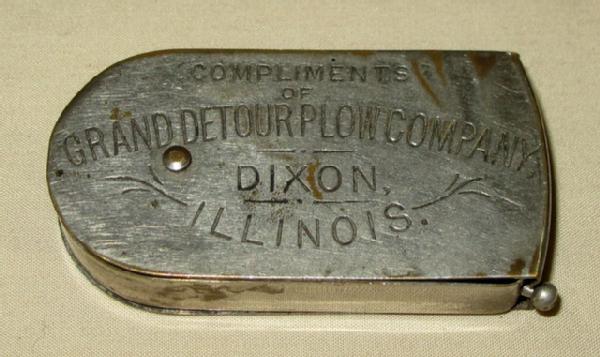 COMPLIMENTS
OF
GRAND DETOUR PLOW COMPANY,
DIXON,
ILLINOIS.